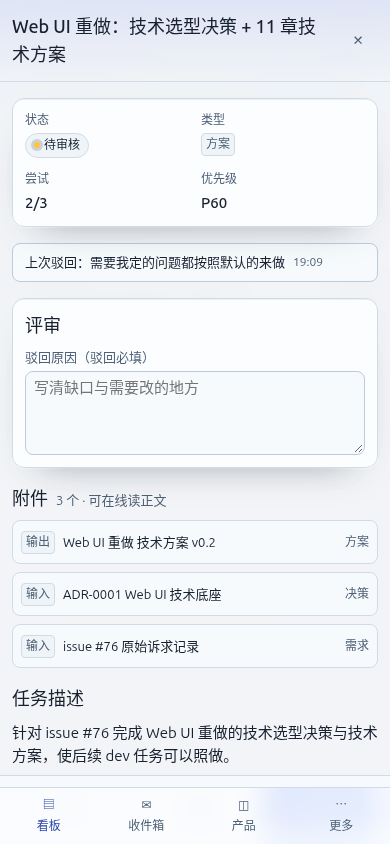 Web UI 重做：技术选型决策 + 11 章技
术方案
×
状态
类型
待审核
方案
尝试
优先级
2/3
P60
上次驳回：需要我定的问题都按照默认的来做 19:09
评审
驳回原因（驳回必填）
写清缺口与需要改的地方
附件 3 个 · 可在线读正文
输出 Web UI 重做 技术方案 v0.2 方案
输入 ADR-0001 Web UI 技术底座 决策
输入 issue #76 原始诉求记录 需求
任务描述
针对 issue #76 完成 Web UI 重做的技术选型决策与技术
方案，使后续 dev 任务可以照做。
看板 收件箱 产品 更多